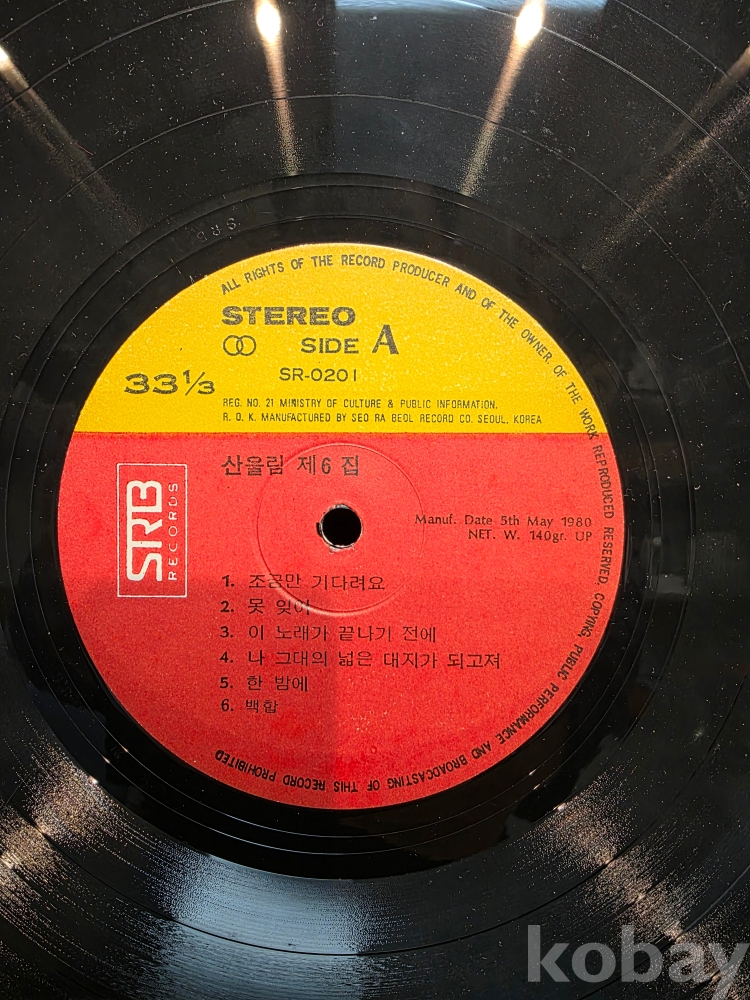 ALL RIGHTS OF THE RECORD PRODUCER AND OF THE OWNER OF THE WORK REPRODUCED RESERVED. COPYING, PUBLIC PERFORMANCE AND BROADCASTING OF THIS RECORD PROHIBITED
STEREO
SIDE A
33 1/3
SR-0201
REG. NO. 21 MINISTRY OF CULTURE & PUBLIC INFORMATION.
R. O. K. MANUFACTURED BY SEO RA BEOL RECORD CO. SEOUL, KOREA
산울림 제6집
SRB
RECORDS
Manuf. Date 5th May 1980
NET. W. 140gr. UP
1. 조금만 기다려요
2. 못 잊어
3. 이 노래가 끝나기 전에
4. 나 그대의 넓은 대지가 되고져
5. 한 밤에
6. 백합
kobay